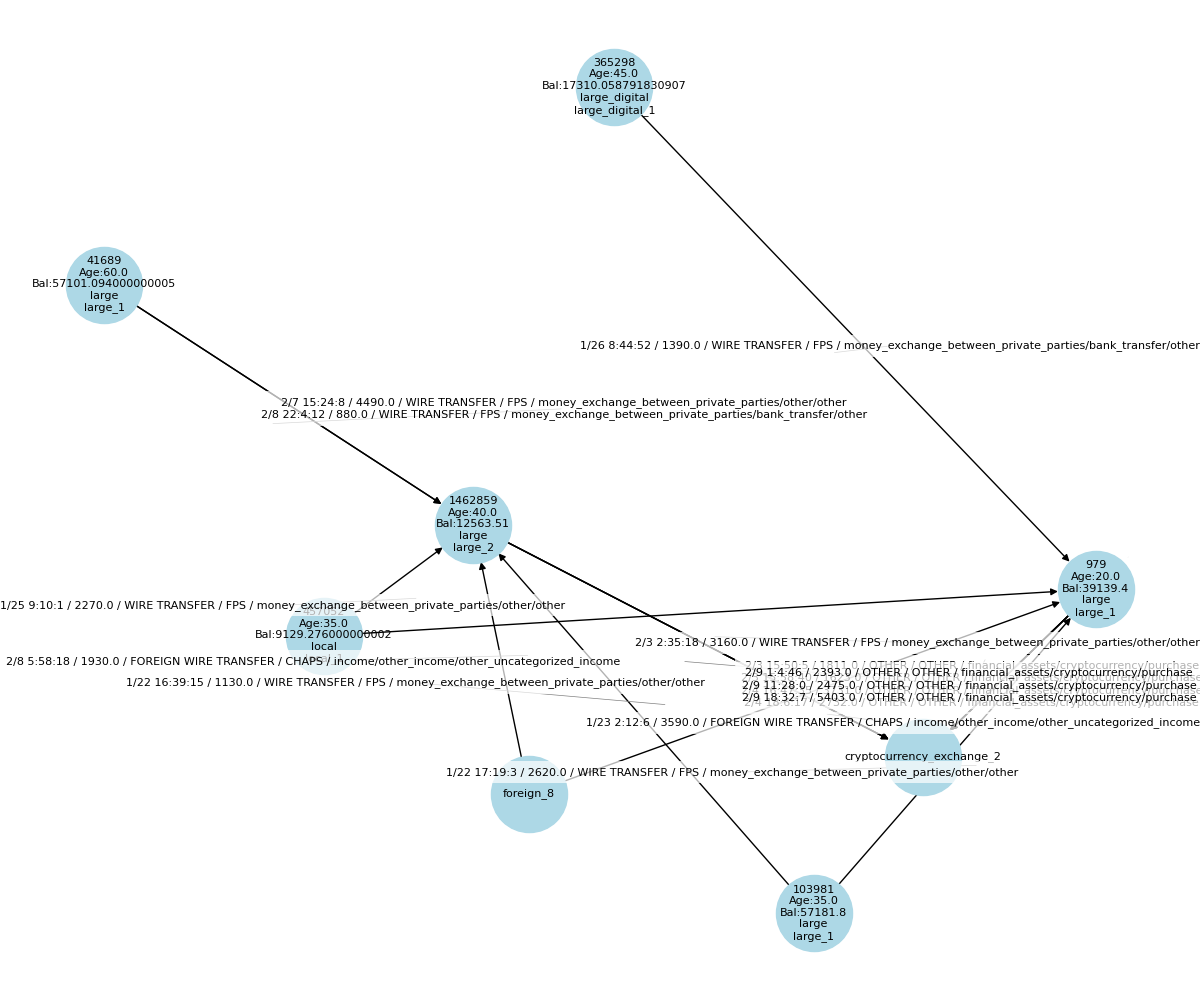 365298
Age:45.0
Bal:17310.058791830907
large_digital
large_digital_1
41689
Age:60.0
Bal:57101.094000000005
large
large_1
1/26 8:44:52 / 1390.0 / WIRE TRANSFER / FPS / money_exchange_between_private_parties/bank_transfer/other
2/7 15:24:8 / 4490.0 / WIRE TRANSFER / FPS / money_exchange_between_private_parties/other/other
2/8 22:4:12 / 880.0 / WIRE TRANSFER / FPS / money_exchange_between_private_parties/bank_transfer/other
1462859
Age:40.0
Bal:12563.51
large
large_2
979
Age:20.0
Bal:39139.4
large
large_1
1/25 9:10:1 / 2270.0 / WIRE TRANSFER / FPS / money_exchange_between_private_parties/other/other
Age:35.0
Bal:9129.276000000002
local
2/3 2:35:18 / 3160.0 / WIRE TRANSFER / FPS / money_exchange_between_private_parties/other
2/8 5:58:18 / 1930.0 / FOREIGN WIRE TRANSFER / CHAPS / income/other_income/other_uncategorized_income
2/3 15:50:5 / 1811.0 / OTHER / OTHER / financial_assets/cryptocurrency/purchase
2/9 1:4:46 / 2393.0 / OTHER / OTHER / financial_assets/cryptocurrency/purchase
1/22 16:39:15 / 1130.0 / WIRE TRANSFER / FPS / money_exchange_between_private_parties/other/other
2/9 11:28:0 / 2475.0 / OTHER / OTHER / financial_assets/cryptocurrency/purchase
2/9 18:32:7 / 5403.0 / OTHER / OTHER / financial_assets/cryptocurrency/purchase
2/4 18:6:17 / 2732.0 / OTHER / OTHER / financial_assets/cryptocurrency/purchase
1/23 2:12:6 / 3590.0 / FOREIGN WIRE TRANSFER / CHAPS / income/other_income/other_uncategorized_income
cryptocurrency_exchange_2
1/22 17:19:3 / 2620.0 / WIRE TRANSFER / FPS / money_exchange_between_private_parties/other/other
foreign_8
103981
Age:35.0
Bal:57181.8
large
large_1